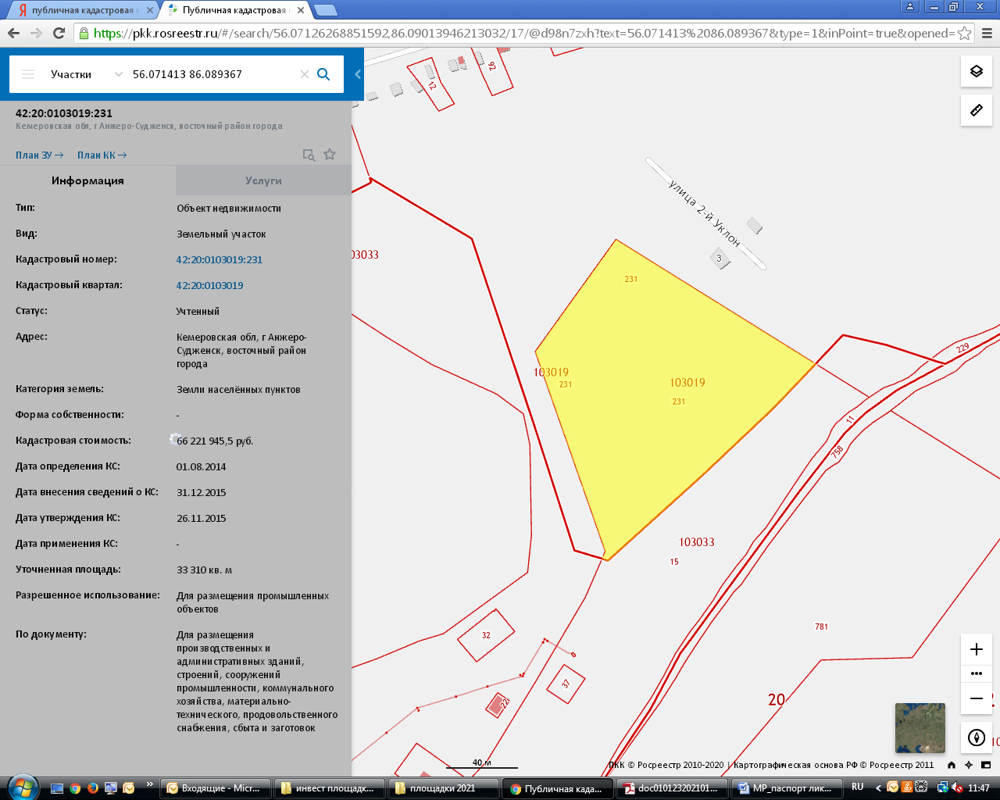 публичная кадастровая
Публичная кадастровая
https://pkk.rosreestr.ru/#/search/56.07126268851592,86.09013946213032/17/@d98n7zxh?text=56.071413%2086.089367&type=1&inPoint=true&opened=
Участки
56.071413 86.089367
42:20:0103019:231
Кемеровская обл, г Анжеро-Судженск, восточный район города
План ЗУ→
План КК→
Информация
Услуги
Тип: Объект недвижимости
Вид: Земельный участок
Кадастровый номер: 42:20:0103019:231
Кадастровый квартал: 42:20:0103019
Статус: Учтенный
Адрес: Кемеровская обл, г Анжеро-
Судженск, восточный район
города
Категория земель: Земли населённых пунктов
Форма собственности: -
Кадастровая стоимость: 66 221 945,5 руб.
Дата определения КС: 01.08.2014
Дата внесения сведений о КС: 31.12.2015
Дата утверждения КС: 26.11.2015
Дата применения КС: -
Уточненная площадь: 33 310 кв. м
Разрешенное использование: Для размещения промышленных
объектов
По документу: Для размещения
производственных и
административных зданий,
строений, сооружений
промышленности, коммунального
хозяйства, материально-
технического, продовольственного
снабжения, сбыта и заготовок
12
92
улица 2-й Уклон
3
03033
231
103019
231
103019
231
229
11
758
103033
15
781
32
37
22
20
40 м
ПКК © Росреестр 2010-2020 | Картографическая основа РФ © Росреестр 2011
Входящие - Micr...
инвест площадк...
площадки 2021
Публичная када...
doc010123202101...
МР_паспорт лик...
RU
11:47